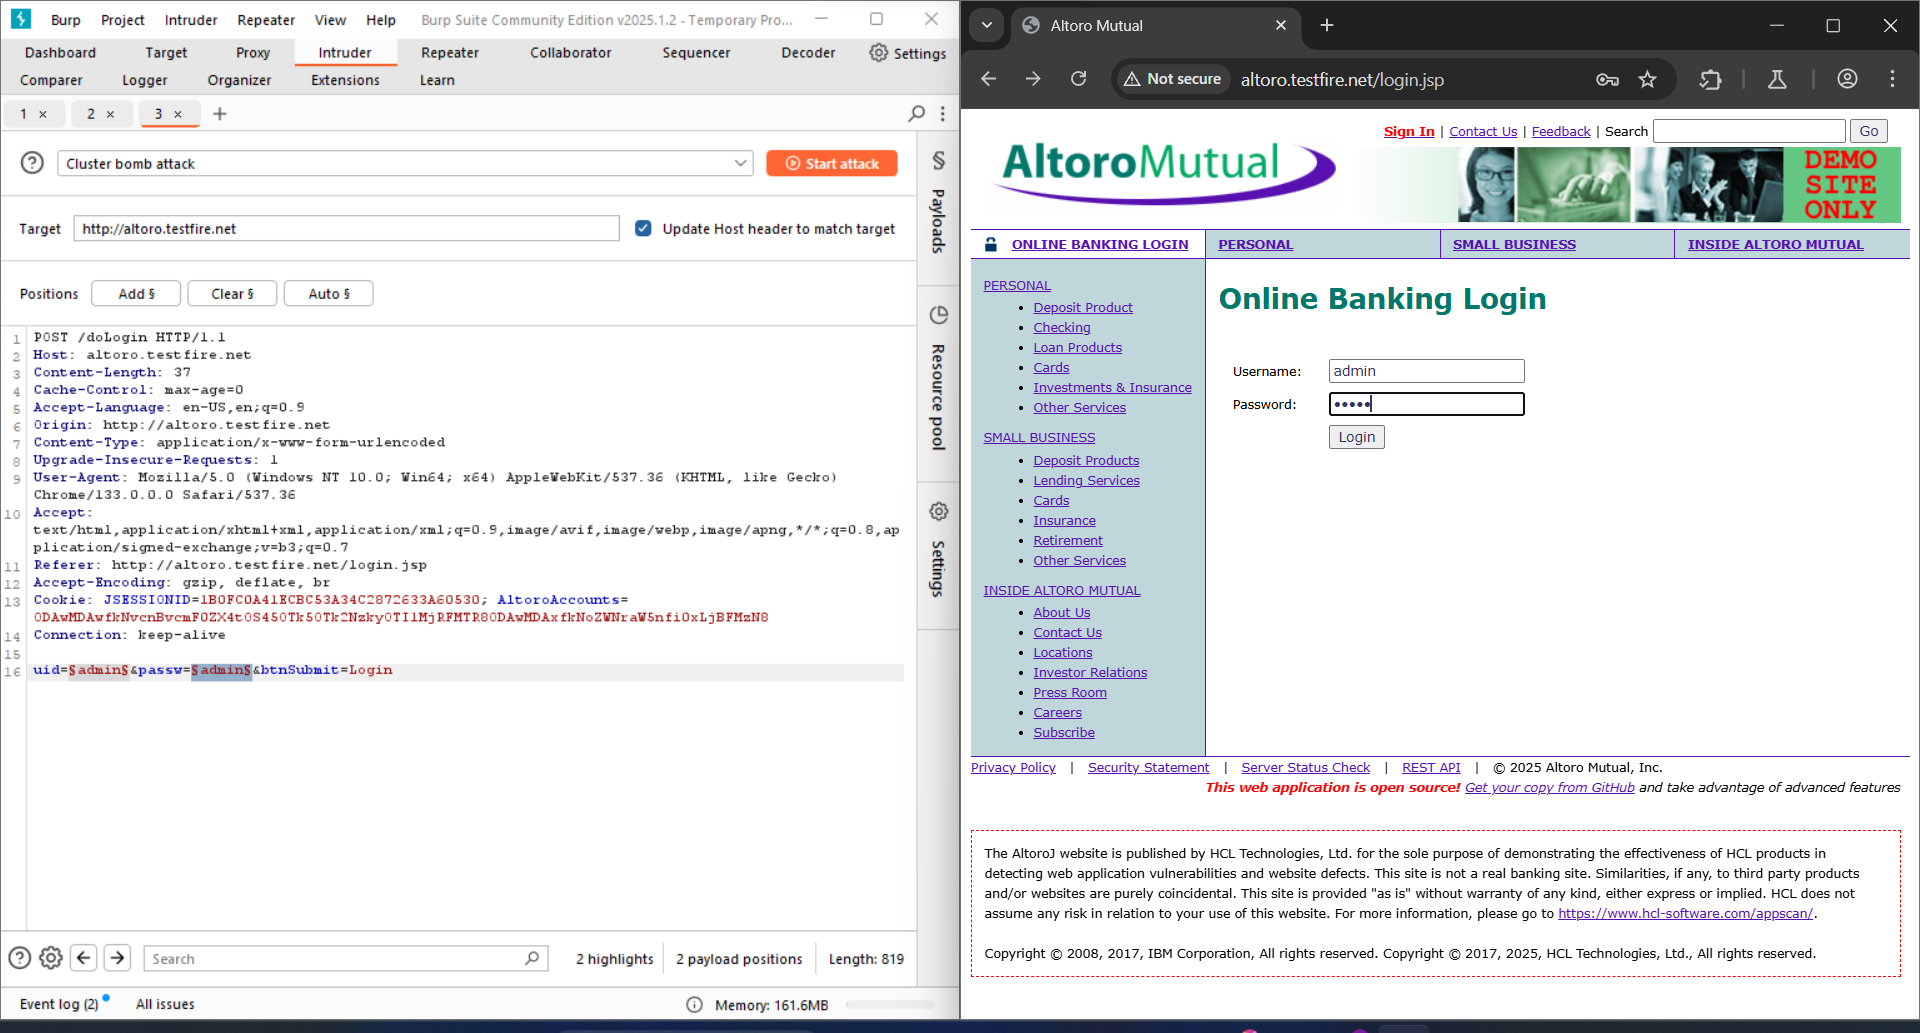 Burp Project Intruder Repeater View Help Burp Suite Community Edition v2025.1.2 - Temporary Pro...
Dashboard Target Proxy Intruder Repeater Collaborator Sequencer Decoder Settings
Comparer Logger Organizer Extensions Learn
1 × 2 × 3 × +
Cluster bomb attack
Start attack
Target http://altoro.testfire.net Update Host header to match target
Positions Add § Clear § Auto §
1 POST /doLogin HTTP/1.1
2 Host: altoro.testfire.net
3 Content-Length: 37
4 Cache-Control: max-age=0
5 Accept-Language: en-US,en;q=0.9
6 Origin: http://altoro.testfire.net
7 Content-Type: application/x-www-form-urlencoded
8 Upgrade-Insecure-Requests: 1
9 User-Agent: Mozilla/5.0 (Windows NT 10.0; Win64; x64) AppleWebKit/537.36 (KHTML, like Gecko)
Chrome/133.0.0.0 Safari/537.36
10 Accept:
text/html,application/xhtml+xml,application/xml;q=0.9,image/avif,image/webp,image/apng,*/*;q=0.8,ap
plication/signed-exchange;v=b3;q=0.7
11 Referer: http://altoro.testfire.net/login.jsp
12 Accept-Encoding: gzip, deflate, br
13 Cookie: JSESSIONID=1B0FC0A41ECBC53A34C2872633A60530; AltoroAccounts=
14 Connection: keep-alive
15
16 uid=§admin§&passw=§admin§&btnSubmit=Login
§ Payloads
Resource pool
Settings
Search
2 highlights
2 payload positions
Length: 819
Event log (2) All issues
Memory: 161.6MB
Altoro Mutual
Not secure altoro.testfire.net/login.jsp
Sign In | Contact Us | Feedback | Search Go
AltoroMutual
DEMO
SITE
ONLY
ONLINE BANKING LOGIN PERSONAL SMALL BUSINESS INSIDE ALTORO MUTUAL
PERSONAL
• Deposit Product
• Checking
• Loan Products
• Cards
• Investments & Insurance
• Other Services
SMALL BUSINESS
• Deposit Products
• Lending Services
• Cards
• Insurance
• Retirement
• Other Services
INSIDE ALTORO MUTUAL
• About Us
• Contact Us
• Locations
• Investor Relations
• Press Room
• Careers
• Subscribe
Online Banking Login
Username: admin
Password: •••••
Login
Privacy Policy | Security Statement | Server Status Check | REST API | © 2025 Altoro Mutual, Inc.
This web application is open source! Get your copy from GitHub and take advantage of advanced features
The AltoroJ website is published by HCL Technologies, Ltd. for the sole purpose of demonstrating the effectiveness of HCL products in
detecting web application vulnerabilities and website defects. This site is not a real banking site. Similarities, if any, to third party products
and/or websites are purely coincidental. This site is provided "as is" without warranty of any kind, either express or implied. HCL does not
assume any risk in relation to your use of this website. For more information, please go to https://www.hcl-software.com/appscan/.
Copyright © 2008, 2017, IBM Corporation, All rights reserved. Copyright © 2017, 2025, HCL Technologies, Ltd., All rights reserved.